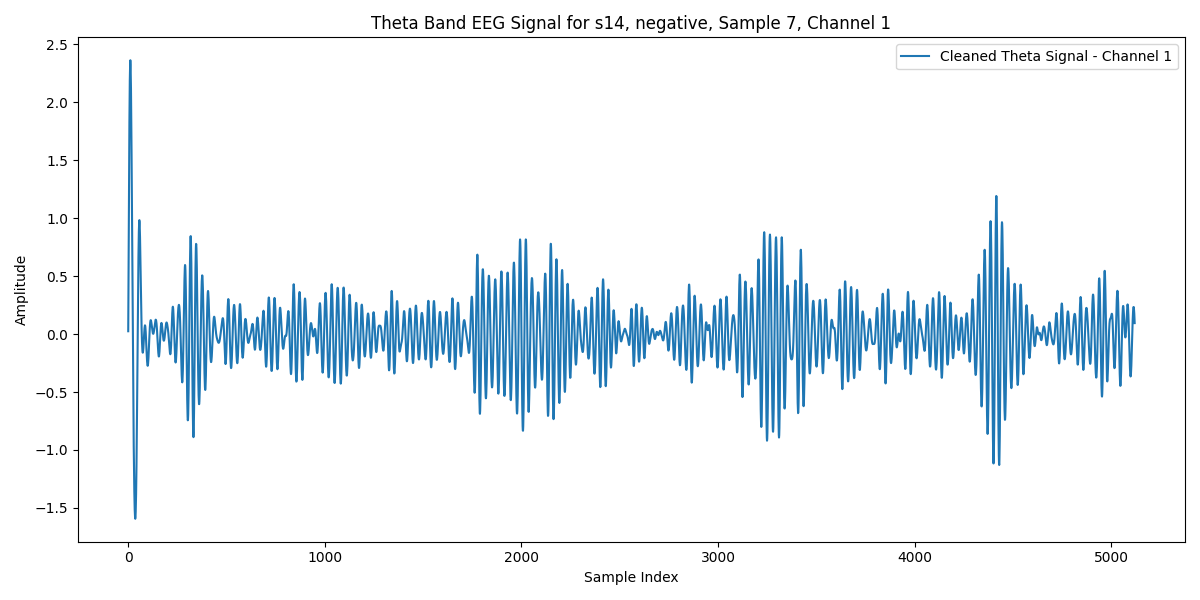 Theta Band EEG Signal for s14, negative, Sample 7, Channel 1
Cleaned Theta Signal - Channel 1
2.5
2.0
1.5
1.0
0.5
0.0
−0.5
−1.0
−1.5
Amplitude
0 1000 2000 3000 4000 5000
Sample Index